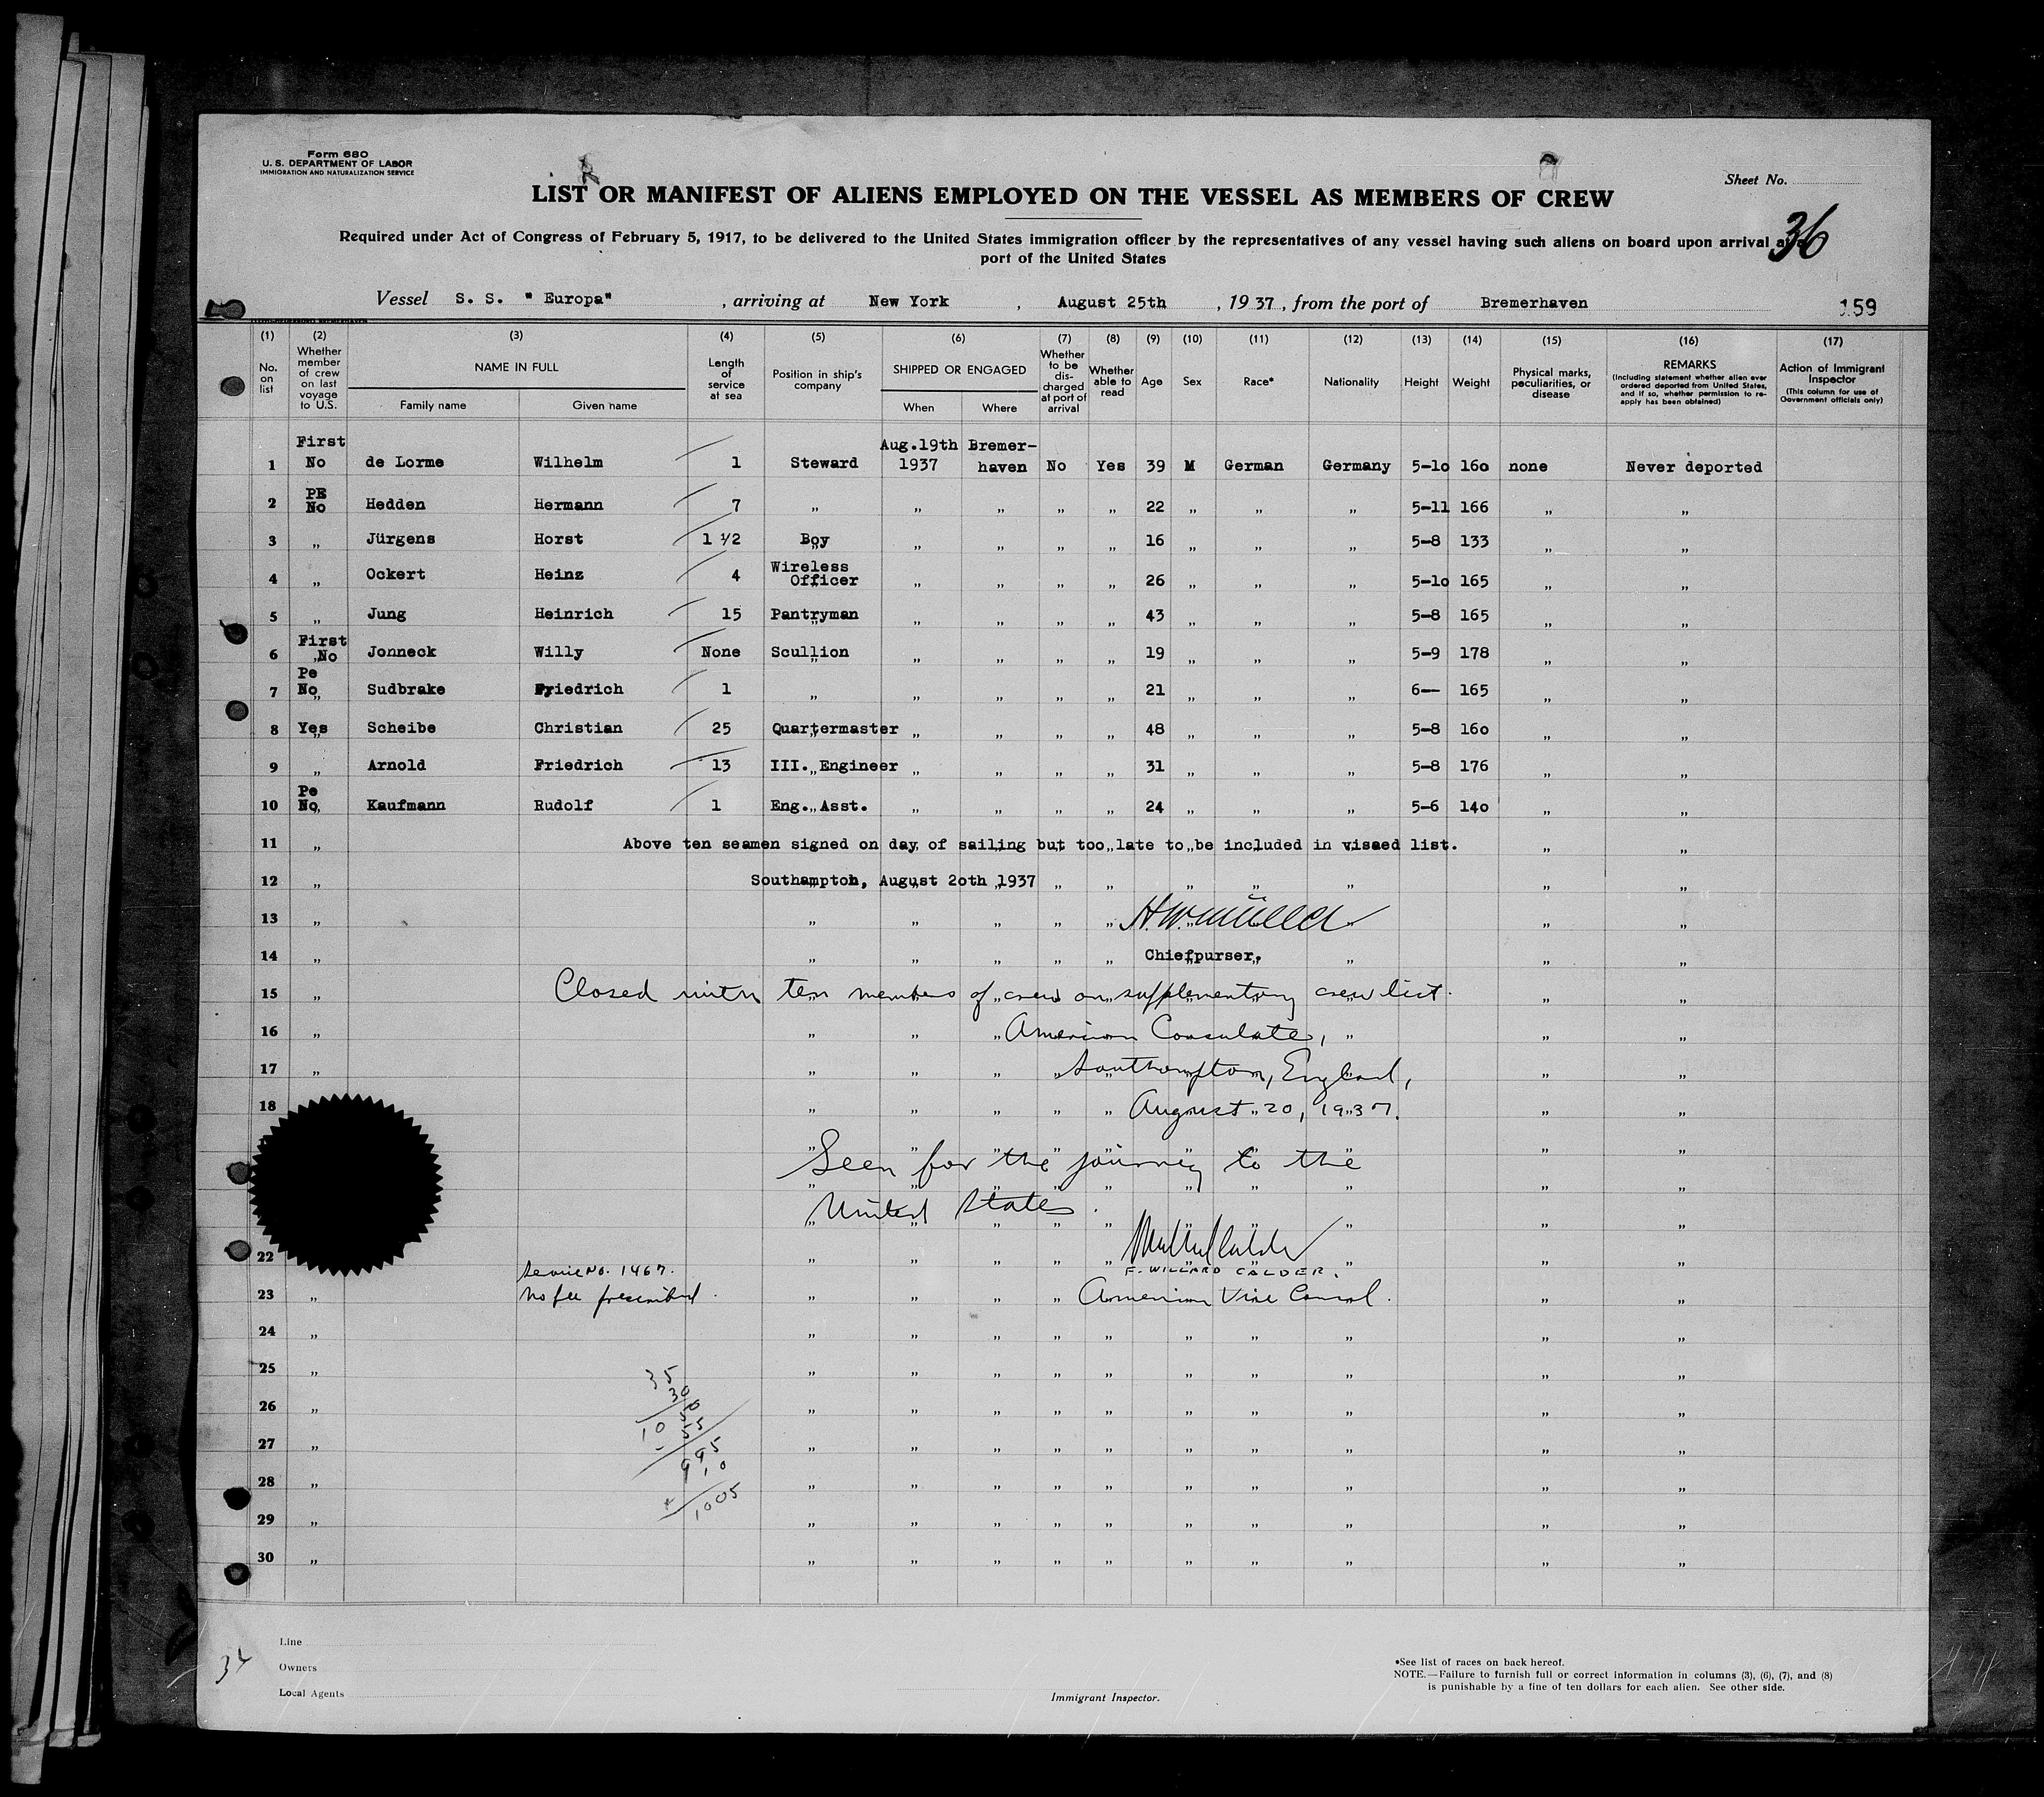 Form 680
U. S. DEPARTMENT OF LABOR
IMMIGRATION AND NATURALIZATION SERVICE
Sheet No.
LIST OR MANIFEST OF ALIENS EMPLOYED ON THE VESSEL AS MEMBERS OF CREW
36
Required under Act of Congress of February 5, 1917, to be delivered to the United States immigration officer by the representatives of any vessel having such aliens on board upon arrival at a
port of the United States
Vessel S. S. " Europa" , arriving at New York , August 25th , 19 37 , from the port of Bremerhaven
159
(1) (2) (3) (4) (5) (6) (7) (8) (9) (10) (11) (12) (13) (14) (15) (16) (17)
No. on list
Whether member of crew on last voyage to U.S.
NAME IN FULL
Family name Given name
Length of service at sea
Position in ship's company
SHIPPED OR ENGAGED
When Where
Whether to be discharged at port of arrival
Whether able to read
Age
Sex
Race*
Nationality
Height
Weight
Physical marks, peculiarities, or disease
REMARKS
(Including statement whether alien ever ordered deported from United States, and if so, whether permission to re-apply has been obtained)
Action of Immigrant Inspector
(This column for use of Government officials only)
1 First No de Lorme Wilhelm 1 Steward Aug.19th 1937 Bremer-haven No Yes 39 M German Germany 5-10 160 none Never deported
2 PE No Hedden Hermann 7 " " " " " 22 " " " 5-11 166 " "
3 " Jürgens Horst 1 1/2 Boy " " " " 16 " " " 5-8 133 " "
4 " Ockert Heinz 4 Wireless Officer " " " " 26 " " " 5-10 165 " "
5 " Jung Heinrich 15 Pantryman " " " " 43 " " " 5-8 165 " "
6 First No Jonneck Willy None Scullion " " " " 19 " " " 5-9 178 " "
7 Pe No Sudbrake Friedrich 1 " " " " " 21 " " " 6— 165 " "
8 Yes Scheibe Christian 25 Quartermaster " " " " 48 " " " 5-8 160 " "
9 " Arnold Friedrich 13 III. Engineer " " " " 31 " " " 5-8 176 " "
10 Pe No Kaufmann Rudolf 1 Eng. Asst. " " " " 24 " " " 5-6 140 " "
11 Above ten seamen signed on day of sailing but too late to be included in visaed list.
12 Southampton, August 20th 1937
13 H.W. Müller
14 Chiefpurser.
15 Closed with ten members of crew on supplementary crew list.
16 American Consulate,
17 Southampton, England,
18 August 20, 1937.
Seen for the journey to the
United States.
22
Service No. 1467.
F. WILLARD CALDER.
23 No fee prescribed. American Vice Consul.
24
25
26
27
28
29
30
35
30
50
10 55
995
10
1005
34
Line
Owners
Local Agents
Immigrant Inspector.
*See list of races on back hereof.
NOTE.—Failure to furnish full or correct information in columns (3), (6), (7), and (8)
is punishable by a fine of ten dollars for each alien. See other side.